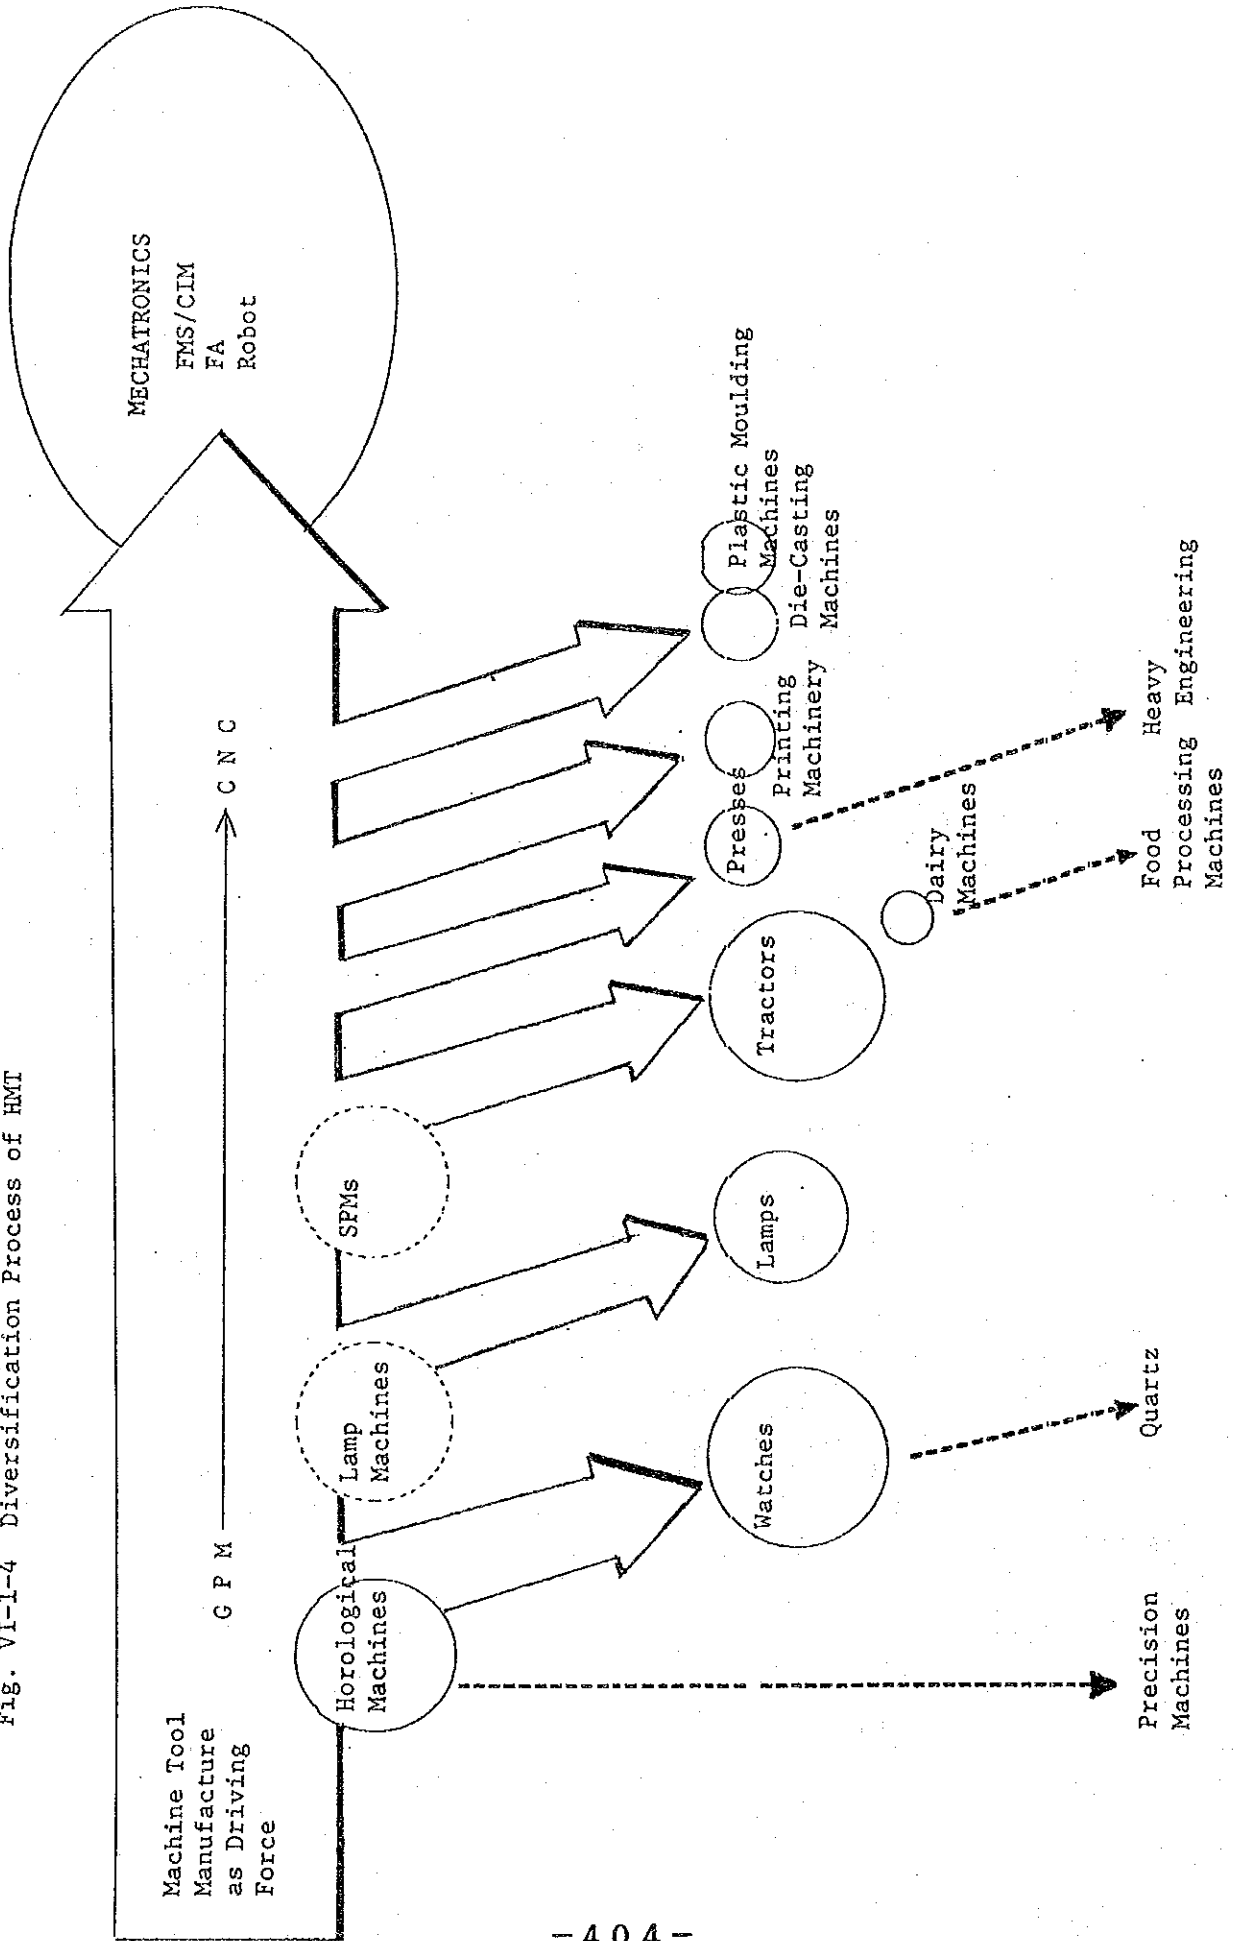 Fig. VI-1-4 Diversification Process of HMT
Machine Tool
Manufacture
as Driving
Force
G P M
C N C
MECHATRONICS
FMS/CIM
FA
Robot
Horological
Machines
Lamp
Machines
SPMs
Watches
Lamps
Tractors
Presses
Printing
Machinery
Plastic Moulding
Machines
Die-Casting
Machines
Dairy
Machines
Precision
Machines
Quartz
Food
Processing
Machines
Heavy
Engineering
-404-